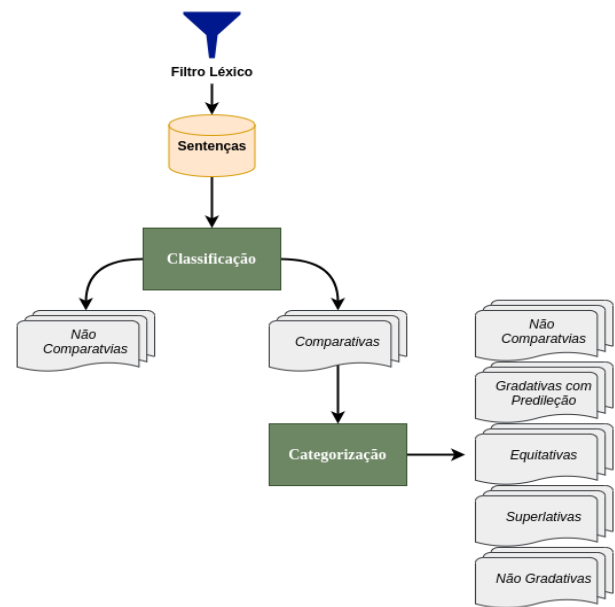 Filtro Léxico
Sentenças
Classificação
Não
Comparatvias
Comparativas
Categorização
Não
Comparatvias
Gradativas com
Predileção
Equitativas
Superlativas
Não Gradativas